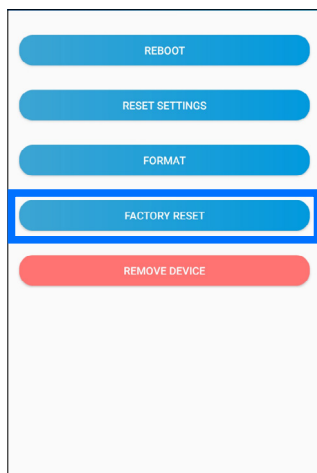 REBOOT
RESET SETTINGS
FORMAT
FACTORY RESET
REMOVE DEVICE